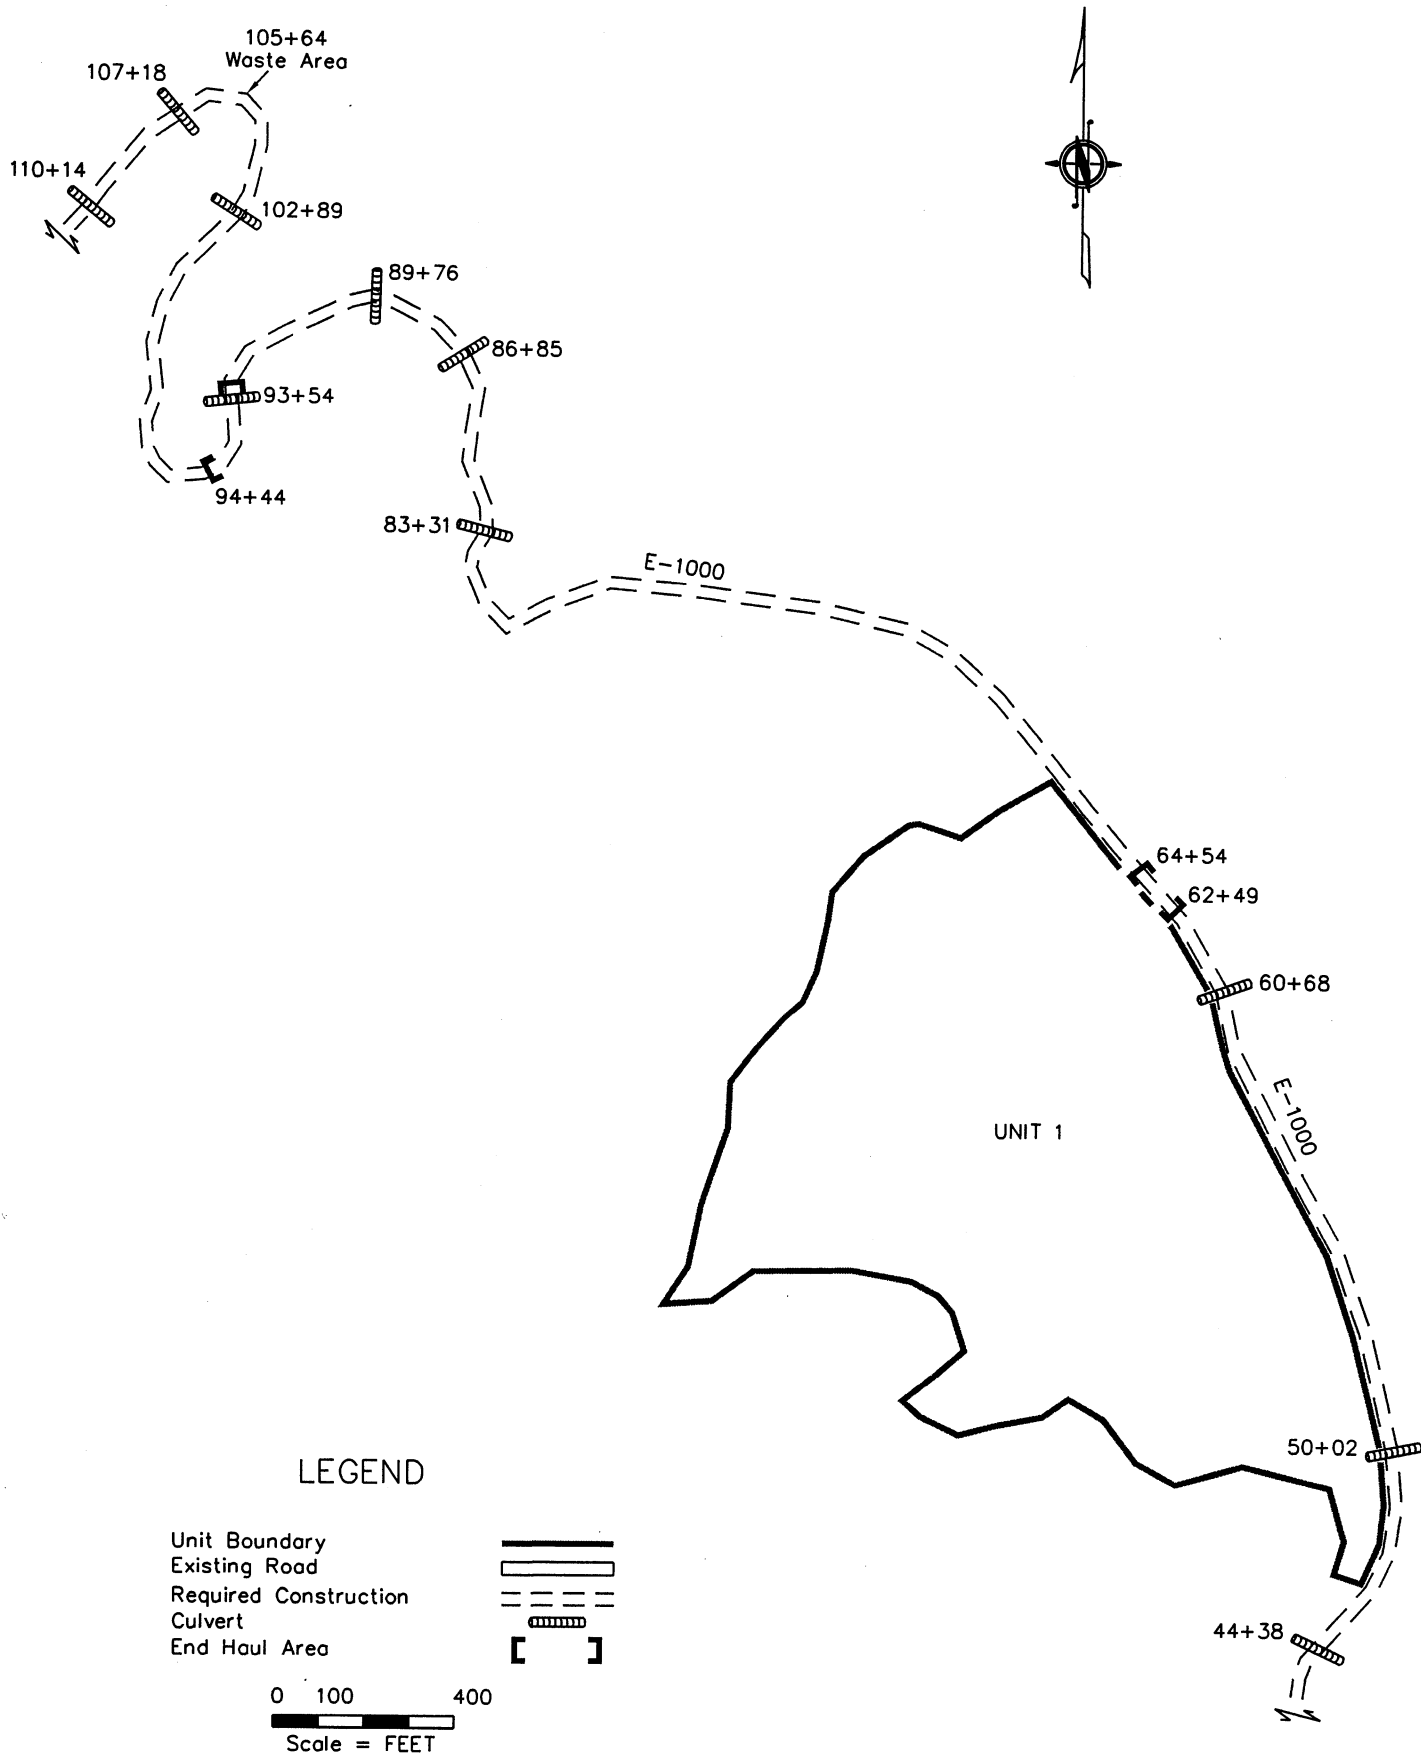 105+64
Waste Area
107+18
110+14
102+89
89+76
86+85
93+54
94+44
83+31
E-1000
64+54
62+49
60+68
E-1000
UNIT 1
50+02
44+38
LEGEND
Unit Boundary
Existing Road
Required Construction
Culvert
End Haul Area
0 100 400
Scale = FEET